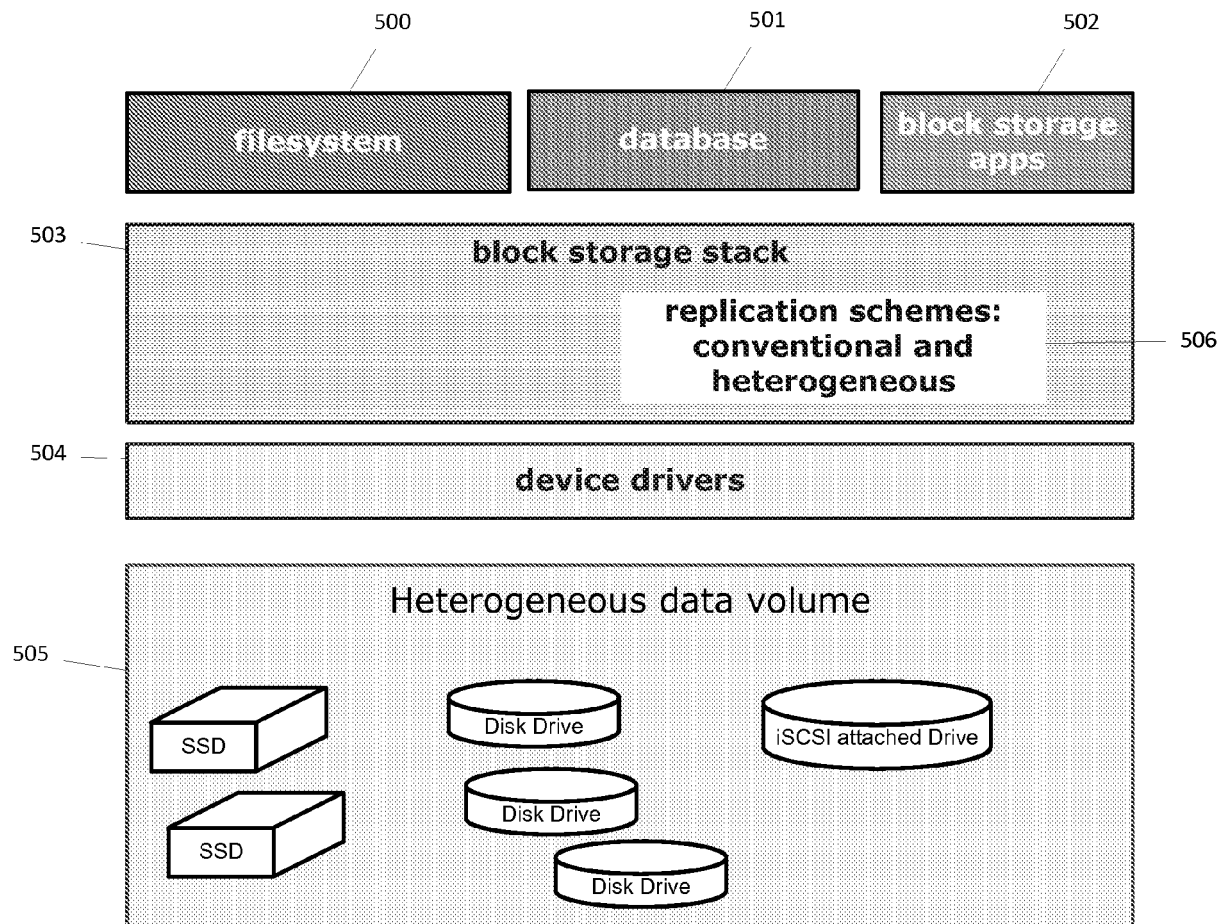 500
501
502
filesystem
database
block storage
apps
503
block storage stack
replication schemes:
conventional and
heterogeneous
506
504
device drivers
Heterogeneous data volume
505
SSD
Disk Drive
iSCSI attached Drive
Disk Drive
SSD
Disk Drive